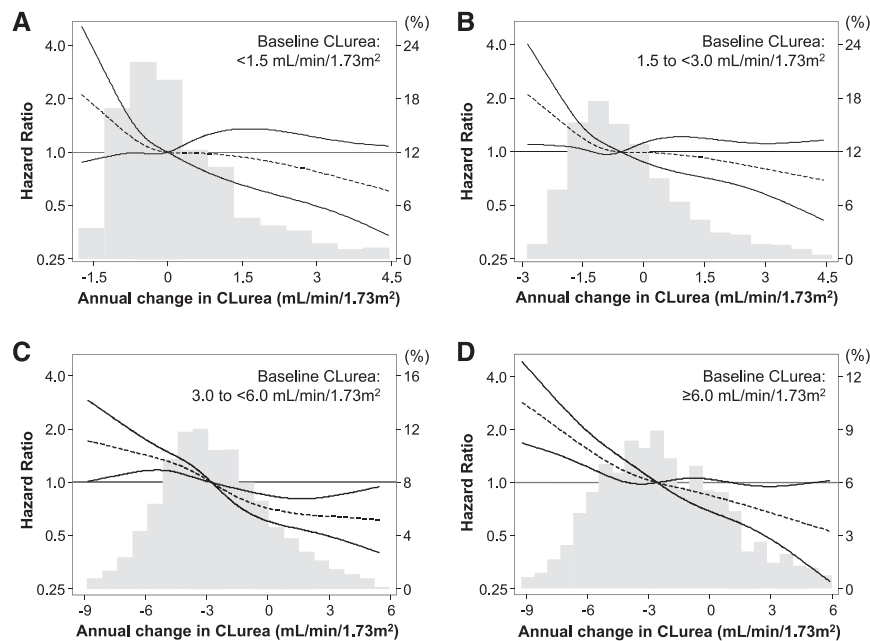 A
(%)
Baseline CLurea:
<1.5 mL/min/1.73m²
4.0
2.0
1.0
0.5
0.25
24
18
12
6
0
Hazard Ratio
-1.5 0 1.5 3 4.5
Annual change in CLurea (mL/min/1.73m²)
B
(%)
Baseline CLurea:
1.5 to <3.0 mL/min/1.73m²
4.0
2.0
1.0
0.5
0.25
24
18
12
6
0
Hazard Ratio
-3 -1.5 0 1.5 3 4.5
Annual change in CLurea (mL/min/1.73m²)
C
(%)
Baseline CLurea:
3.0 to <6.0 mL/min/1.73m²
4.0
2.0
1.0
0.5
0.25
16
12
8
4
0
Hazard Ratio
-9 -6 -3 0 3 6
Annual change in CLurea (mL/min/1.73m²)
D
(%)
Baseline CLurea:
≥6.0 mL/min/1.73m²
4.0
2.0
1.0
0.5
0.25
12
9
6
3
0
Hazard Ratio
-9 -6 -3 0 3 6
Annual change in CLurea (mL/min/1.73m²)